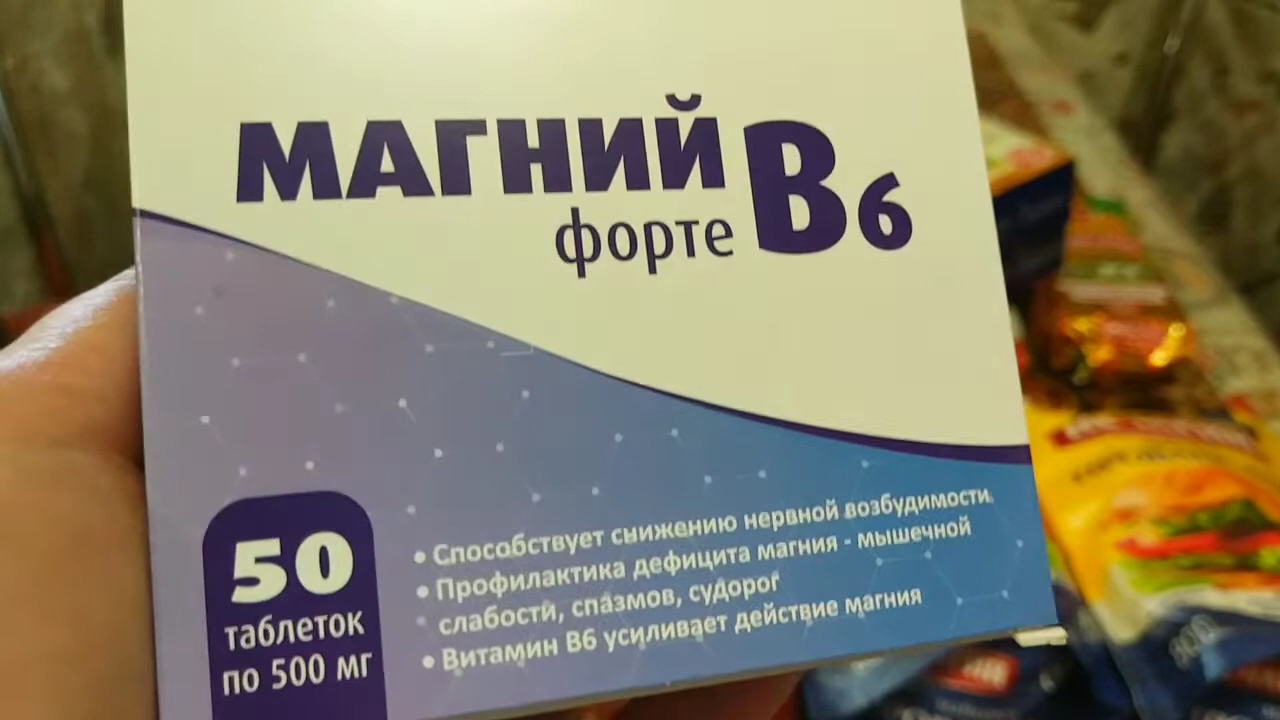 МАГНИЙ B6
форте
50
таблеток
по 500 мг
• Способствует снижению нервной возбудимости
• Профилактика дефицита магния - мышечной
• слабости, спазмов, судорог
• Витамин В6 усиливает действие магния